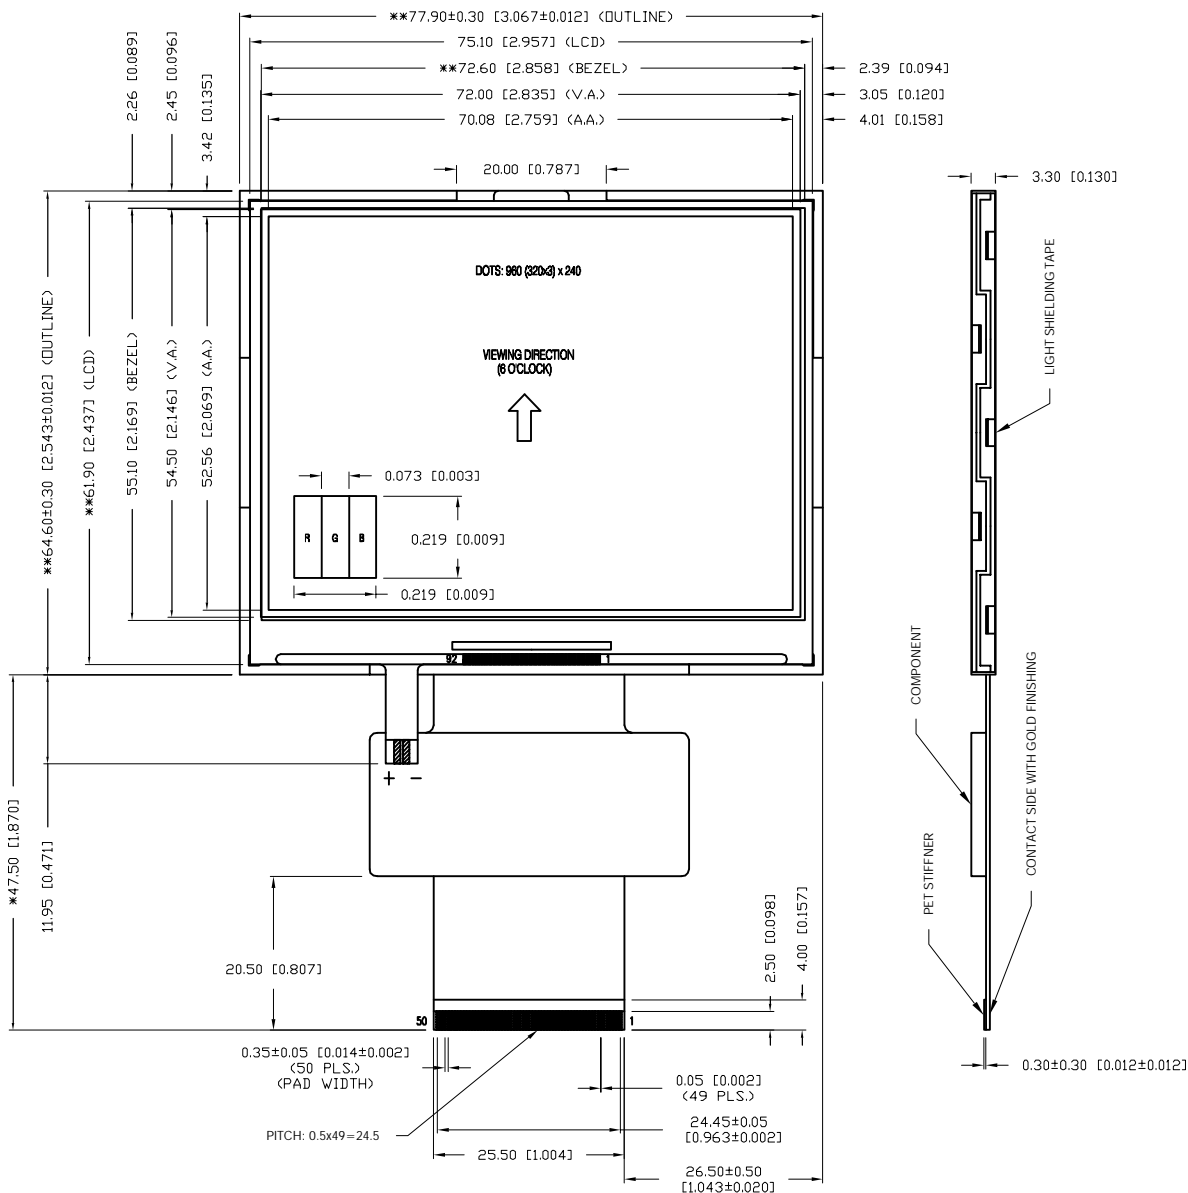 **77.90±0.30 [3.067±0.012] (OUTLINE)
75.10 [2.957] (LCD)
**72.60 [2.858] (BEZEL)
2.39 [0.094]
72.00 [2.835] (V.A.)
3.05 [0.120]
70.08 [2.759] (A.A.)
4.01 [0.158]
2.26 [0.089]
2.45 [0.096]
3.42 [0.135]
20.00 [0.787]
3.30 [0.130]
DOTS: 960 (320x3) x 240
VIEWING DIRECTION
(6 O'CLOCK)
LIGHT SHIELDING TAPE
**64.60±0.30 [2.543±0.012] (OUTLINE)
**61.90 [2.437] (LCD)
55.10 [2.169] (BEZEL)
54.50 [2.146] (V.A.)
52.56 [2.069] (A.A.)
0.073 [0.003]
R G B
0.219 [0.009]
0.219 [0.009]
92
1
COMPONENT
CONTACT SIDE WITH GOLD FINISHING
PET STIFFNER
+ −
*47.50 [1.870]
11.95 [0.471]
20.50 [0.807]
2.50 [0.098]
4.00 [0.157]
50
1
0.35±0.05 [0.014±0.002]
(50 PLS.)
(PAD WIDTH)
0.30±0.30 [0.012±0.012]
0.05 [0.002]
(49 PLS.)
PITCH: 0.5x49=24.5
24.45±0.05
[0.963±0.002]
25.50 [1.004]
26.50±0.50
[1.043±0.020]